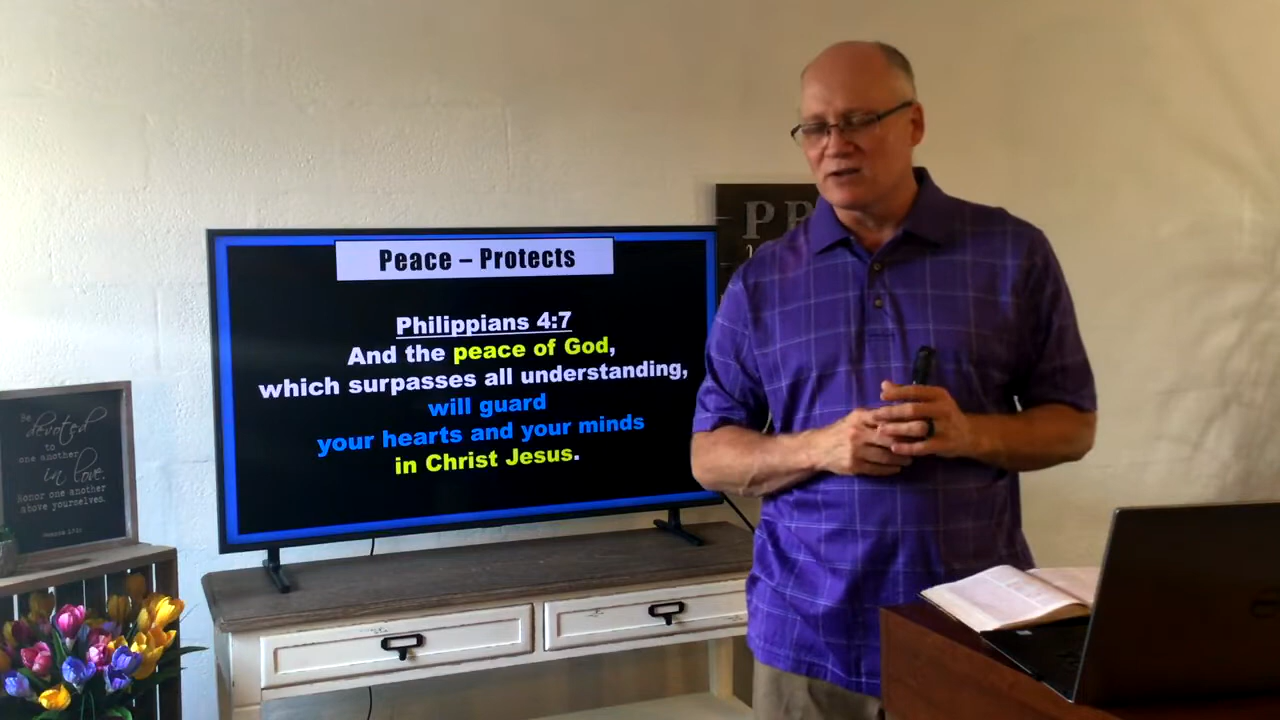 Peace – Protects
Philippians 4:7
And the peace of God,
which surpasses all understanding,
will guard
your hearts and your minds
in Christ Jesus.
Be
devoted
to
one another
in love.
Honor one another
above yourselves.